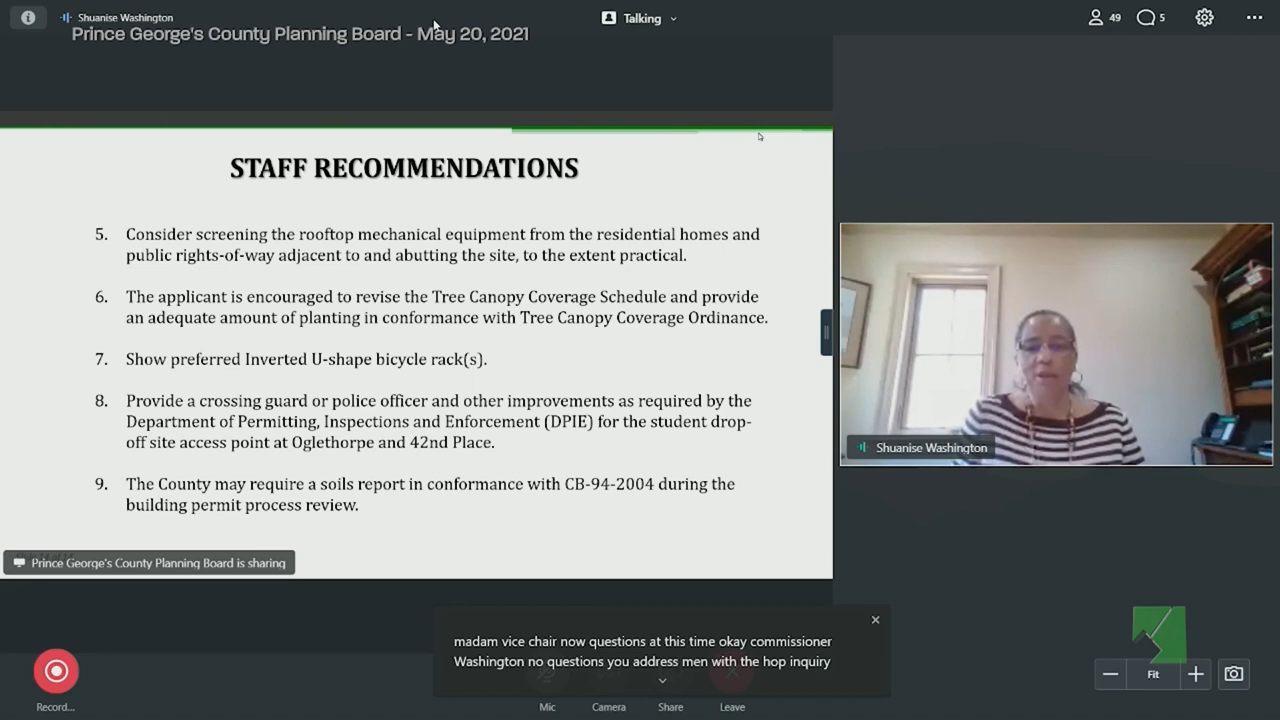 Shuanise Washington
Talking
49
5
Prince George's County Planning Board - May 20, 2021
STAFF RECOMMENDATIONS
5. Consider screening the rooftop mechanical equipment from the residential homes and
public rights-of-way adjacent to and abutting the site, to the extent practical.
6. The applicant is encouraged to revise the Tree Canopy Coverage Schedule and provide
an adequate amount of planting in conformance with Tree Canopy Coverage Ordinance.
7. Show preferred Inverted U-shape bicycle rack(s).
8. Provide a crossing guard or police officer and other improvements as required by the
Department of Permitting, Inspections and Enforcement (DPIE) for the student drop-
off site access point at Oglethorpe and 42nd Place.
9. The County may require a soils report in conformance with CB-94-2004 during the
building permit process review.
Shuanise Washington
Prince George's County Planning Board is sharing
madam vice chair now questions at this time okay commissioner
Washington no questions you address men with the hop inquiry
Fit
Record...
Mic
Camera
Share
Leave